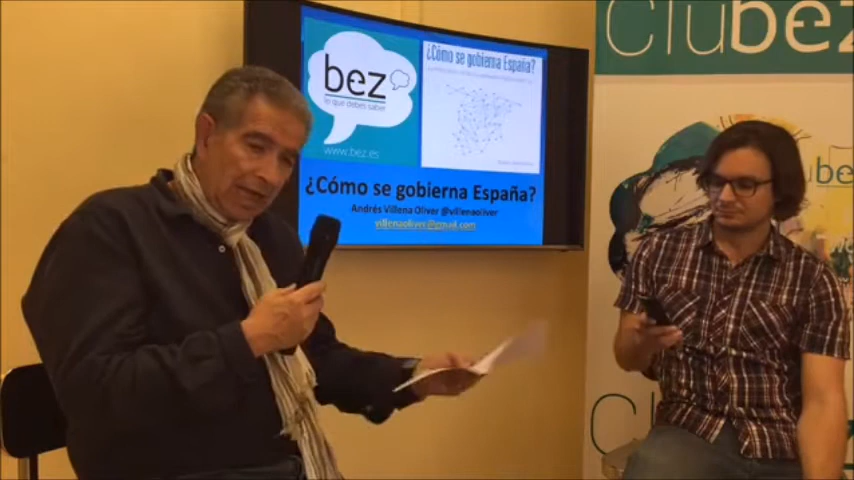 bez
lo que debes saber
www.bez.es
¿Cómo se gobierna España?
¿Cómo se gobierna España?
Andrés Villena Oliver @villenaoliver
villenaoliver@gmail.com
Clubez
bez
Club